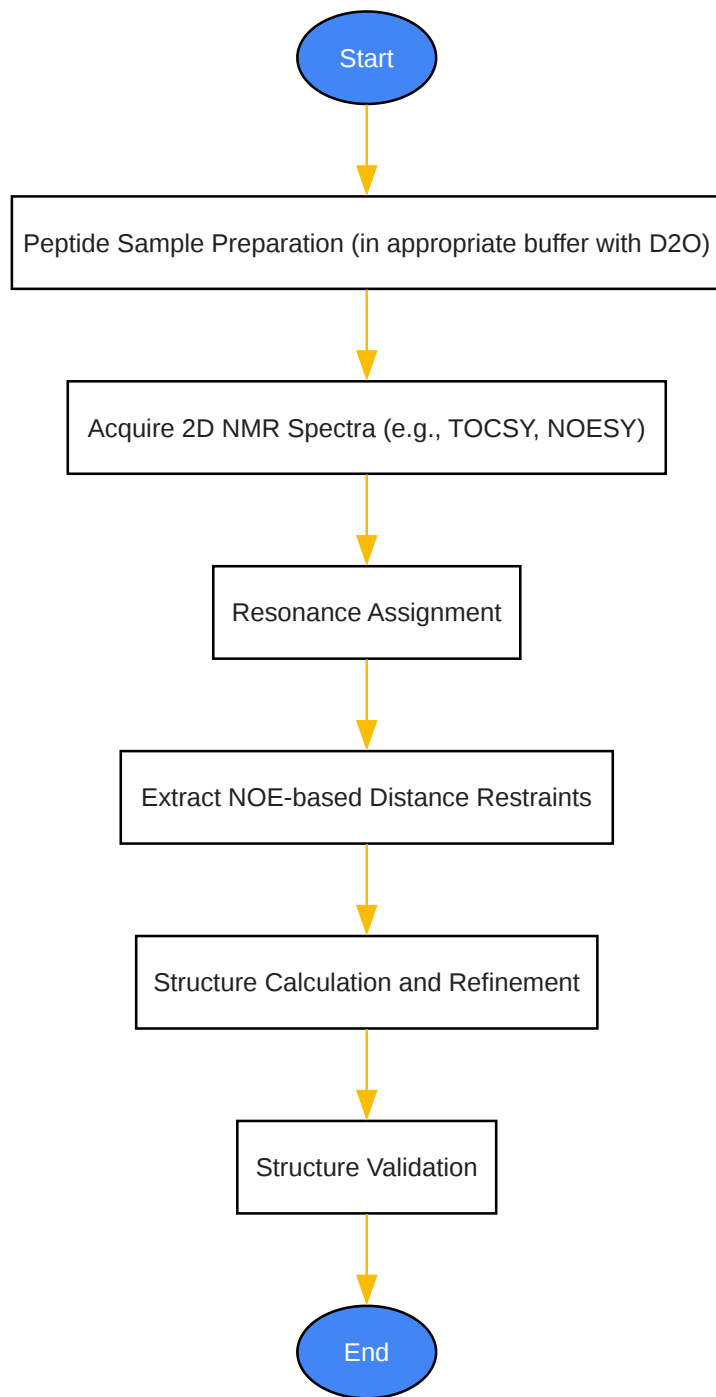 Start
Peptide Sample Preparation (in appropriate buffer with D2O)
Acquire 2D NMR Spectra (e.g., TOCSY, NOESY)
Resonance Assignment
Extract NOE-based Distance Restraints
Structure Calculation and Refinement
Structure Validation
End